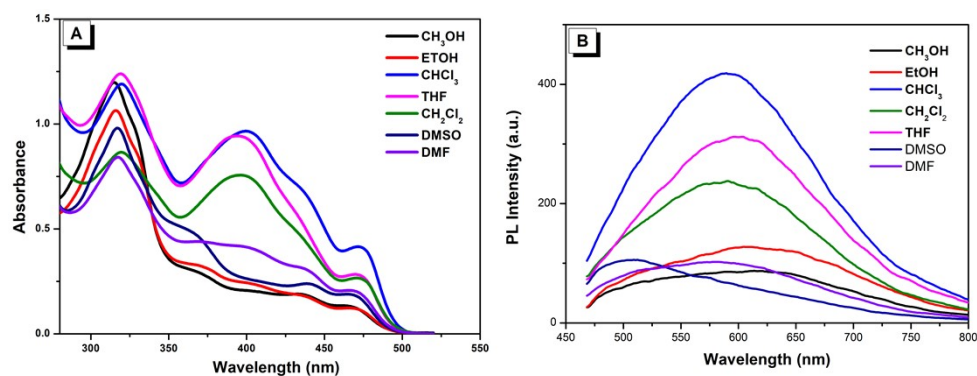 A
CH₃OH
ETOH
CHCl₃
THF
CH₂Cl₂
DMSO
DMF
1.5
1.0
0.5
0.0
300 350 400 450 500 550
Absorbance
Wavelength (nm)
B
CH₃OH
EtOH
CHCl₃
CH₂Cl₂
THF
DMSO
DMF
400
200
0
450 500 550 600 650 700 750 800
PL Intensity (a.u.)
Wavelength (nm)